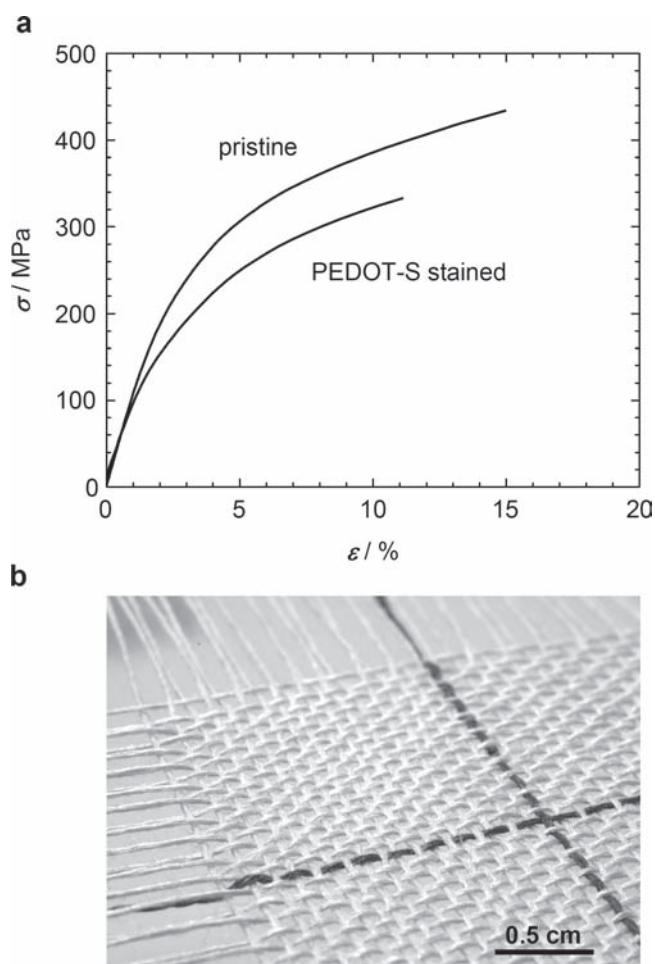 a
500
400
300
200
100
0
σ / MPa
pristine
PEDOT-S stained
0 5 10 15 20
ε / %
b
0.5 cm